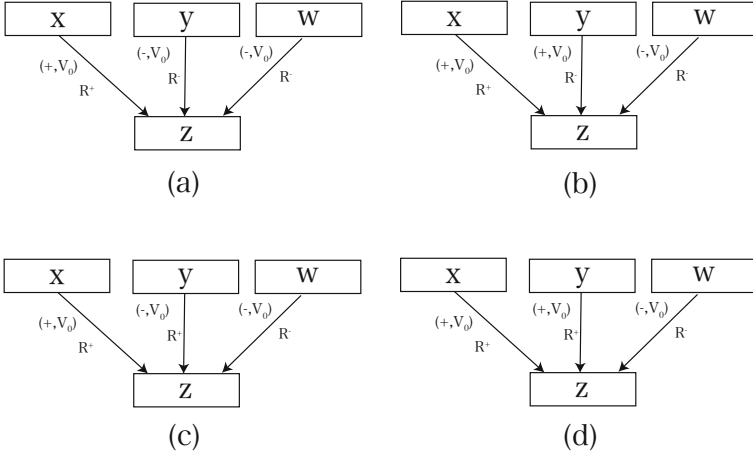 x y w x y w
(+,V₀) (-,V₀) (-,V₀) (+,V₀) (+,V₀) (-,V₀)
R⁺ R⁻ R⁻ R⁺ R⁻ R⁻
z z
(a) (b)
x y w x y w
(+,V₀) (-,V₀) (-,V₀) (+,V₀) (+,V₀) (-,V₀)
R⁺ R⁺ R⁻ R⁺ R⁺ R⁻
z z
(c) (d)